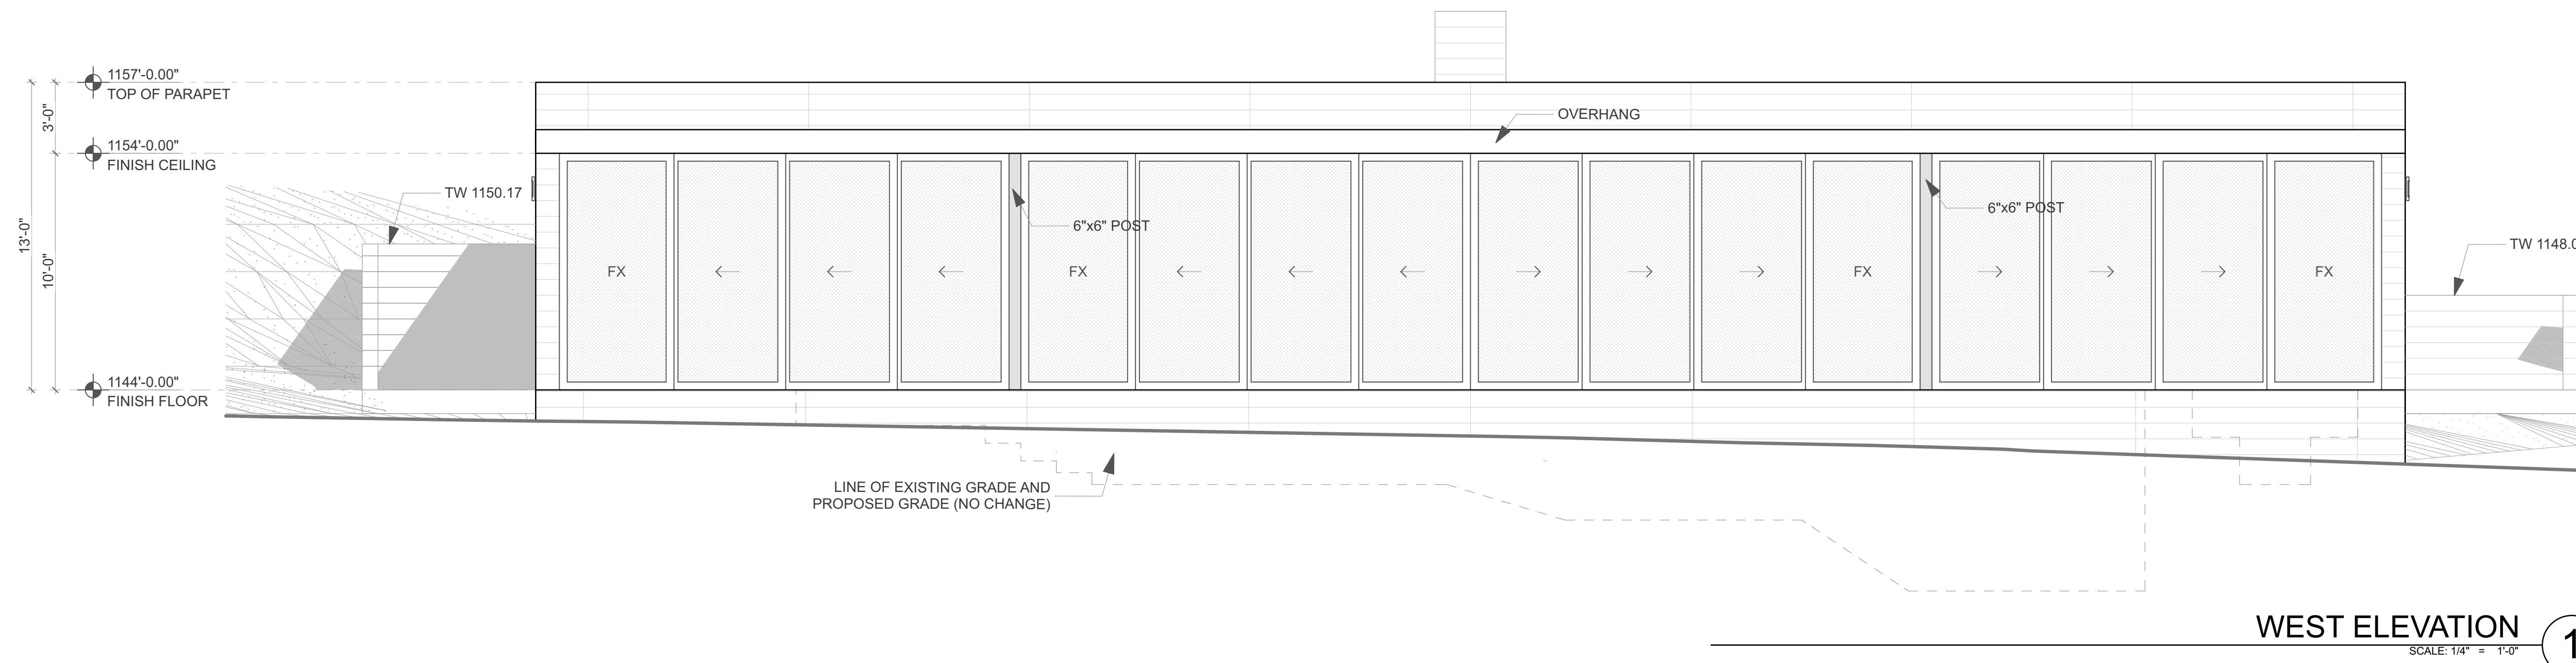 1157'-0.00"
TOP OF PARAPET
3'-0"
OVERHANG
1154'-0.00"
FINISH CEILING
TW 1150.17
6"x6" POST
6"x6" POST
13'-0"
10'-0"
TW 1148.0
FX
FX
FX
FX
1144'-0.00"
FINISH FLOOR
LINE OF EXISTING GRADE AND
PROPOSED GRADE (NO CHANGE)
WEST ELEVATION
SCALE: 1/4" = 1'-0"
1